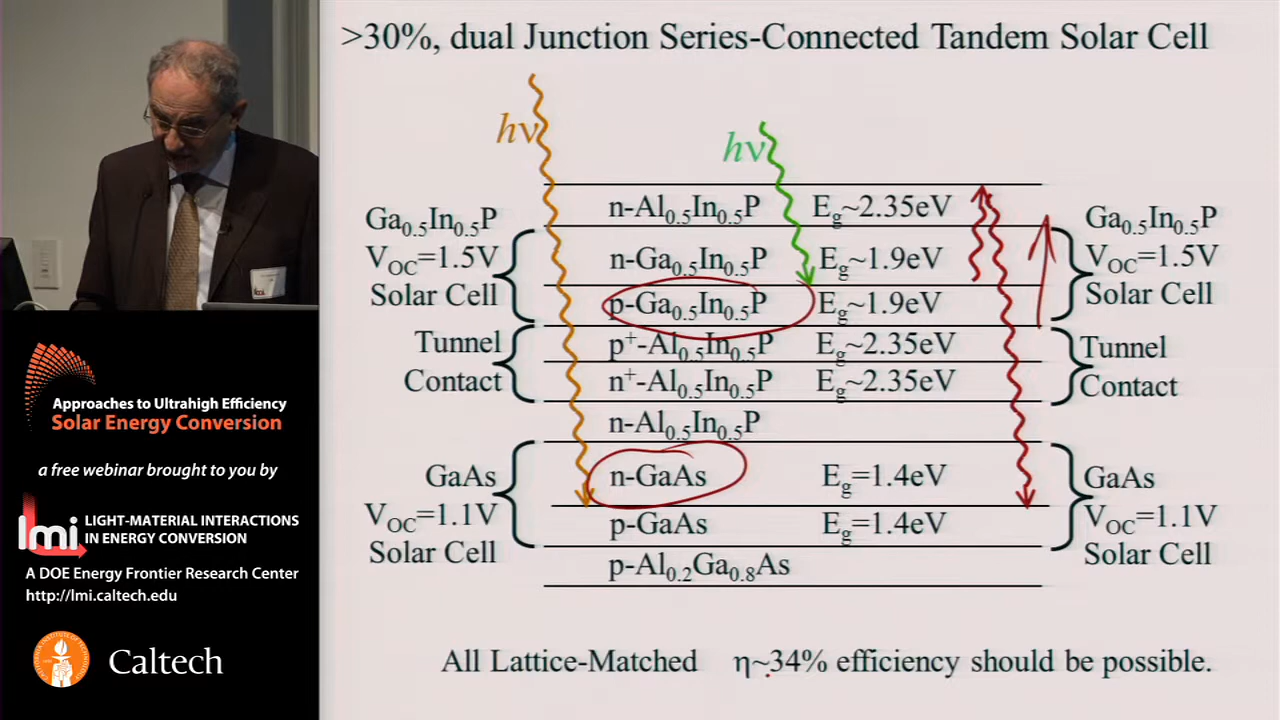 >30%, dual Junction Series-Connected Tandem Solar Cell
hν
hν
Ga0.5In0.5P
VOC=1.5V
Solar Cell
n-Al0.5In0.5P Eg~2.35eV
n-Ga0.5In0.5P Eg~1.9eV
p-Ga0.5In0.5P Eg~1.9eV
Ga0.5In0.5P
VOC=1.5V
Solar Cell
Tunnel
Contact
p+-Al0.5In0.5P Eg~2.35eV
n+-Al0.5In0.5P Eg~2.35eV
Tunnel
Contact
n-Al0.5In0.5P
GaAs
VOC=1.1V
Solar Cell
n-GaAs Eg=1.4eV
p-GaAs Eg=1.4eV
GaAs
VOC=1.1V
Solar Cell
p-Al0.2Ga0.8As
All Lattice-Matched η~34% efficiency should be possible.
Approaches to Ultrahigh Efficiency
Solar Energy Conversion
a free webinar brought to you by
lmi LIGHT-MATERIAL INTERACTIONS
IN ENERGY CONVERSION
A DOE Energy Frontier Research Center
http://lmi.caltech.edu
Caltech